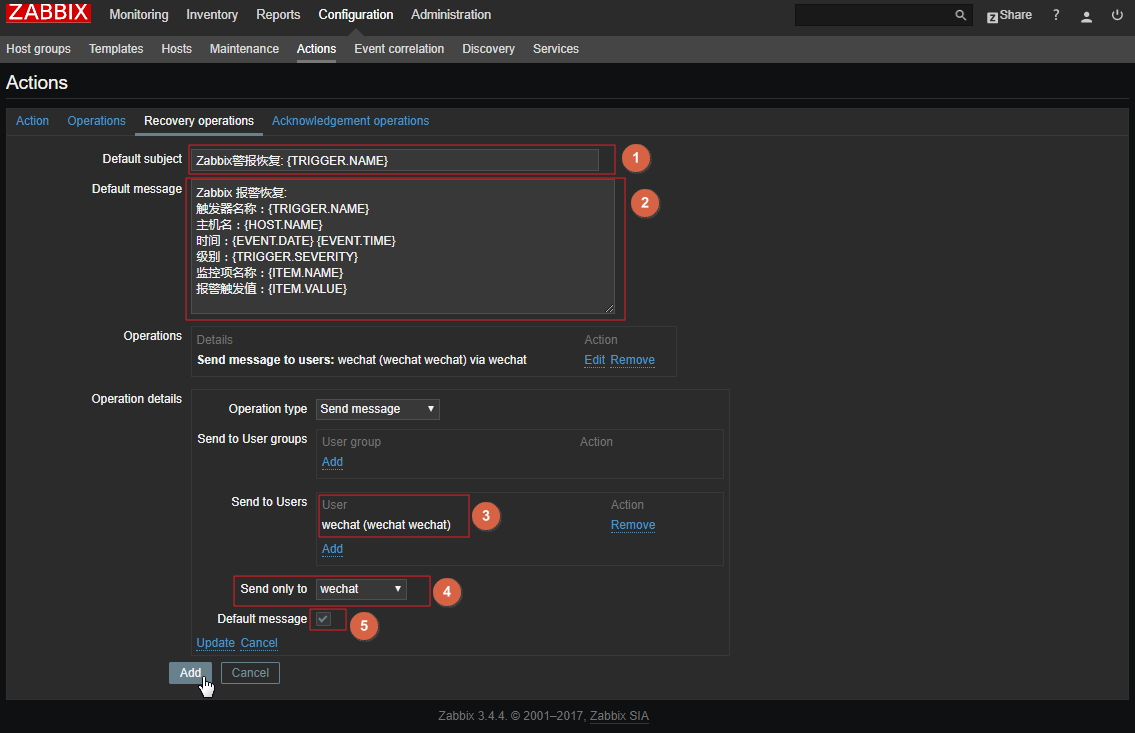 ZABBIX Monitoring Inventory Reports Configuration Administration Z Share ?
Host groups Templates Hosts Maintenance Actions Event correlation Discovery Services
Actions
Action Operations Recovery operations Acknowledgement operations
Default subject Zabbix警报恢复: {TRIGGER.NAME} 1
Default message Zabbix 报警恢复: 2
触发器名称：{TRIGGER.NAME}
主机名：{HOST.NAME}
时间：{EVENT.DATE} {EVENT.TIME}
级别：{TRIGGER.SEVERITY}
监控项名称：{ITEM.NAME}
报警触发值：{ITEM.VALUE}
Operations Details Action
Send message to users: wechat (wechat wechat) via wechat Edit Remove
Operation details
Operation type Send message
Send to User groups User group Action
Add
Send to Users User Action
wechat (wechat wechat) Remove 3
Add
Send only to wechat 4
Default message 5
Update Cancel
Add Cancel
Zabbix 3.4.4. © 2001–2017, Zabbix SIA